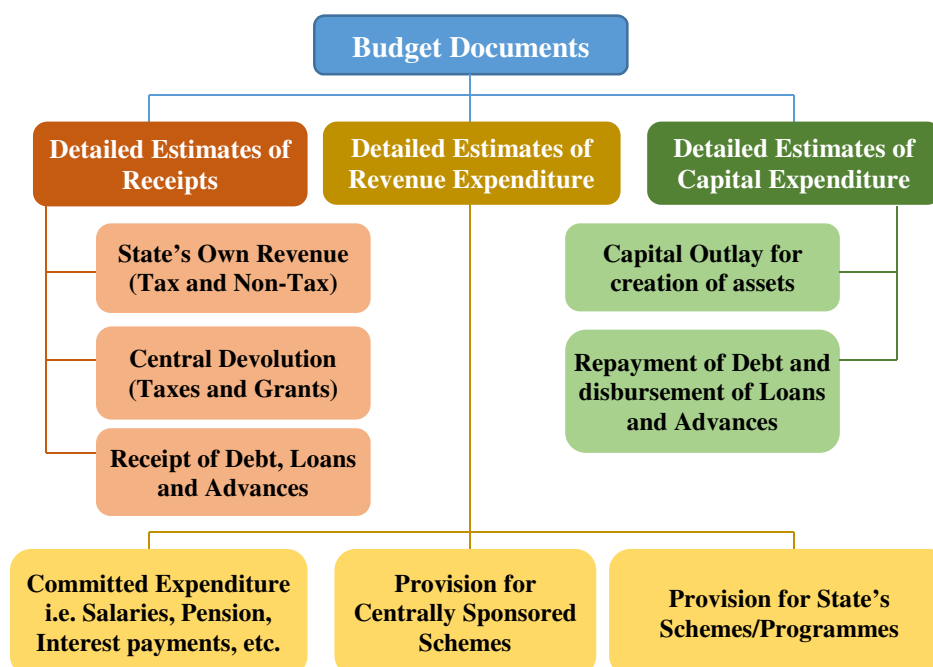 Budget Documents
Detailed Estimates of
Receipts
Detailed Estimates of
Revenue Expenditure
Detailed Estimates of
Capital Expenditure
State’s Own Revenue
(Tax and Non-Tax)
Central Devolution
(Taxes and Grants)
Receipt of Debt, Loans
and Advances
Capital Outlay for
creation of assets
Repayment of Debt and
disbursement of Loans
and Advances
Committed Expenditure
i.e. Salaries, Pension,
Interest payments, etc.
Provision for
Centrally Sponsored
Schemes
Provision for State’s
Schemes/Programmes